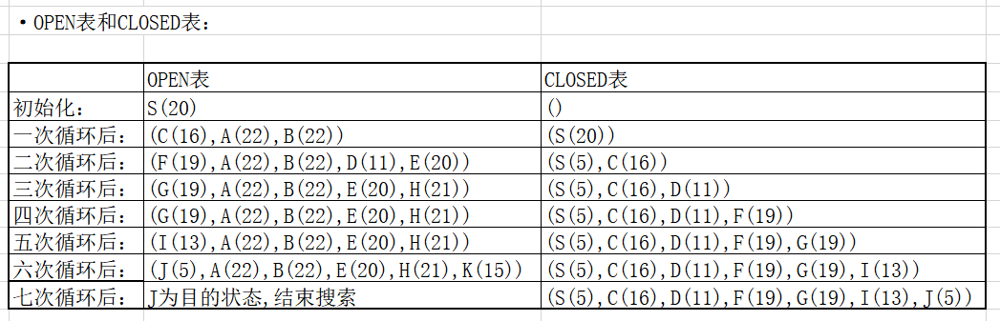 ·OPEN表和CLOSED表：
OPEN表 CLOSED表
初始化： S(20) ()
一次循环后： (C(16),A(22),B(22)) (S(20))
二次循环后： (F(19),A(22),B(22),D(11),E(20)) (S(5),C(16))
三次循环后： (G(19),A(22),B(22),E(20),H(21)) (S(5),C(16),D(11))
四次循环后： (G(19),A(22),B(22),E(20),H(21)) (S(5),C(16),D(11),F(19))
五次循环后： (I(13),A(22),B(22),E(20),H(21)) (S(5),C(16),D(11),F(19),G(19))
六次循环后： (J(5),A(22),B(22),E(20),H(21),K(15)) (S(5),C(16),D(11),F(19),G(19),I(13))
七次循环后： J为目的状态,结束搜索 (S(5),C(16),D(11),F(19),G(19),I(13),J(5))